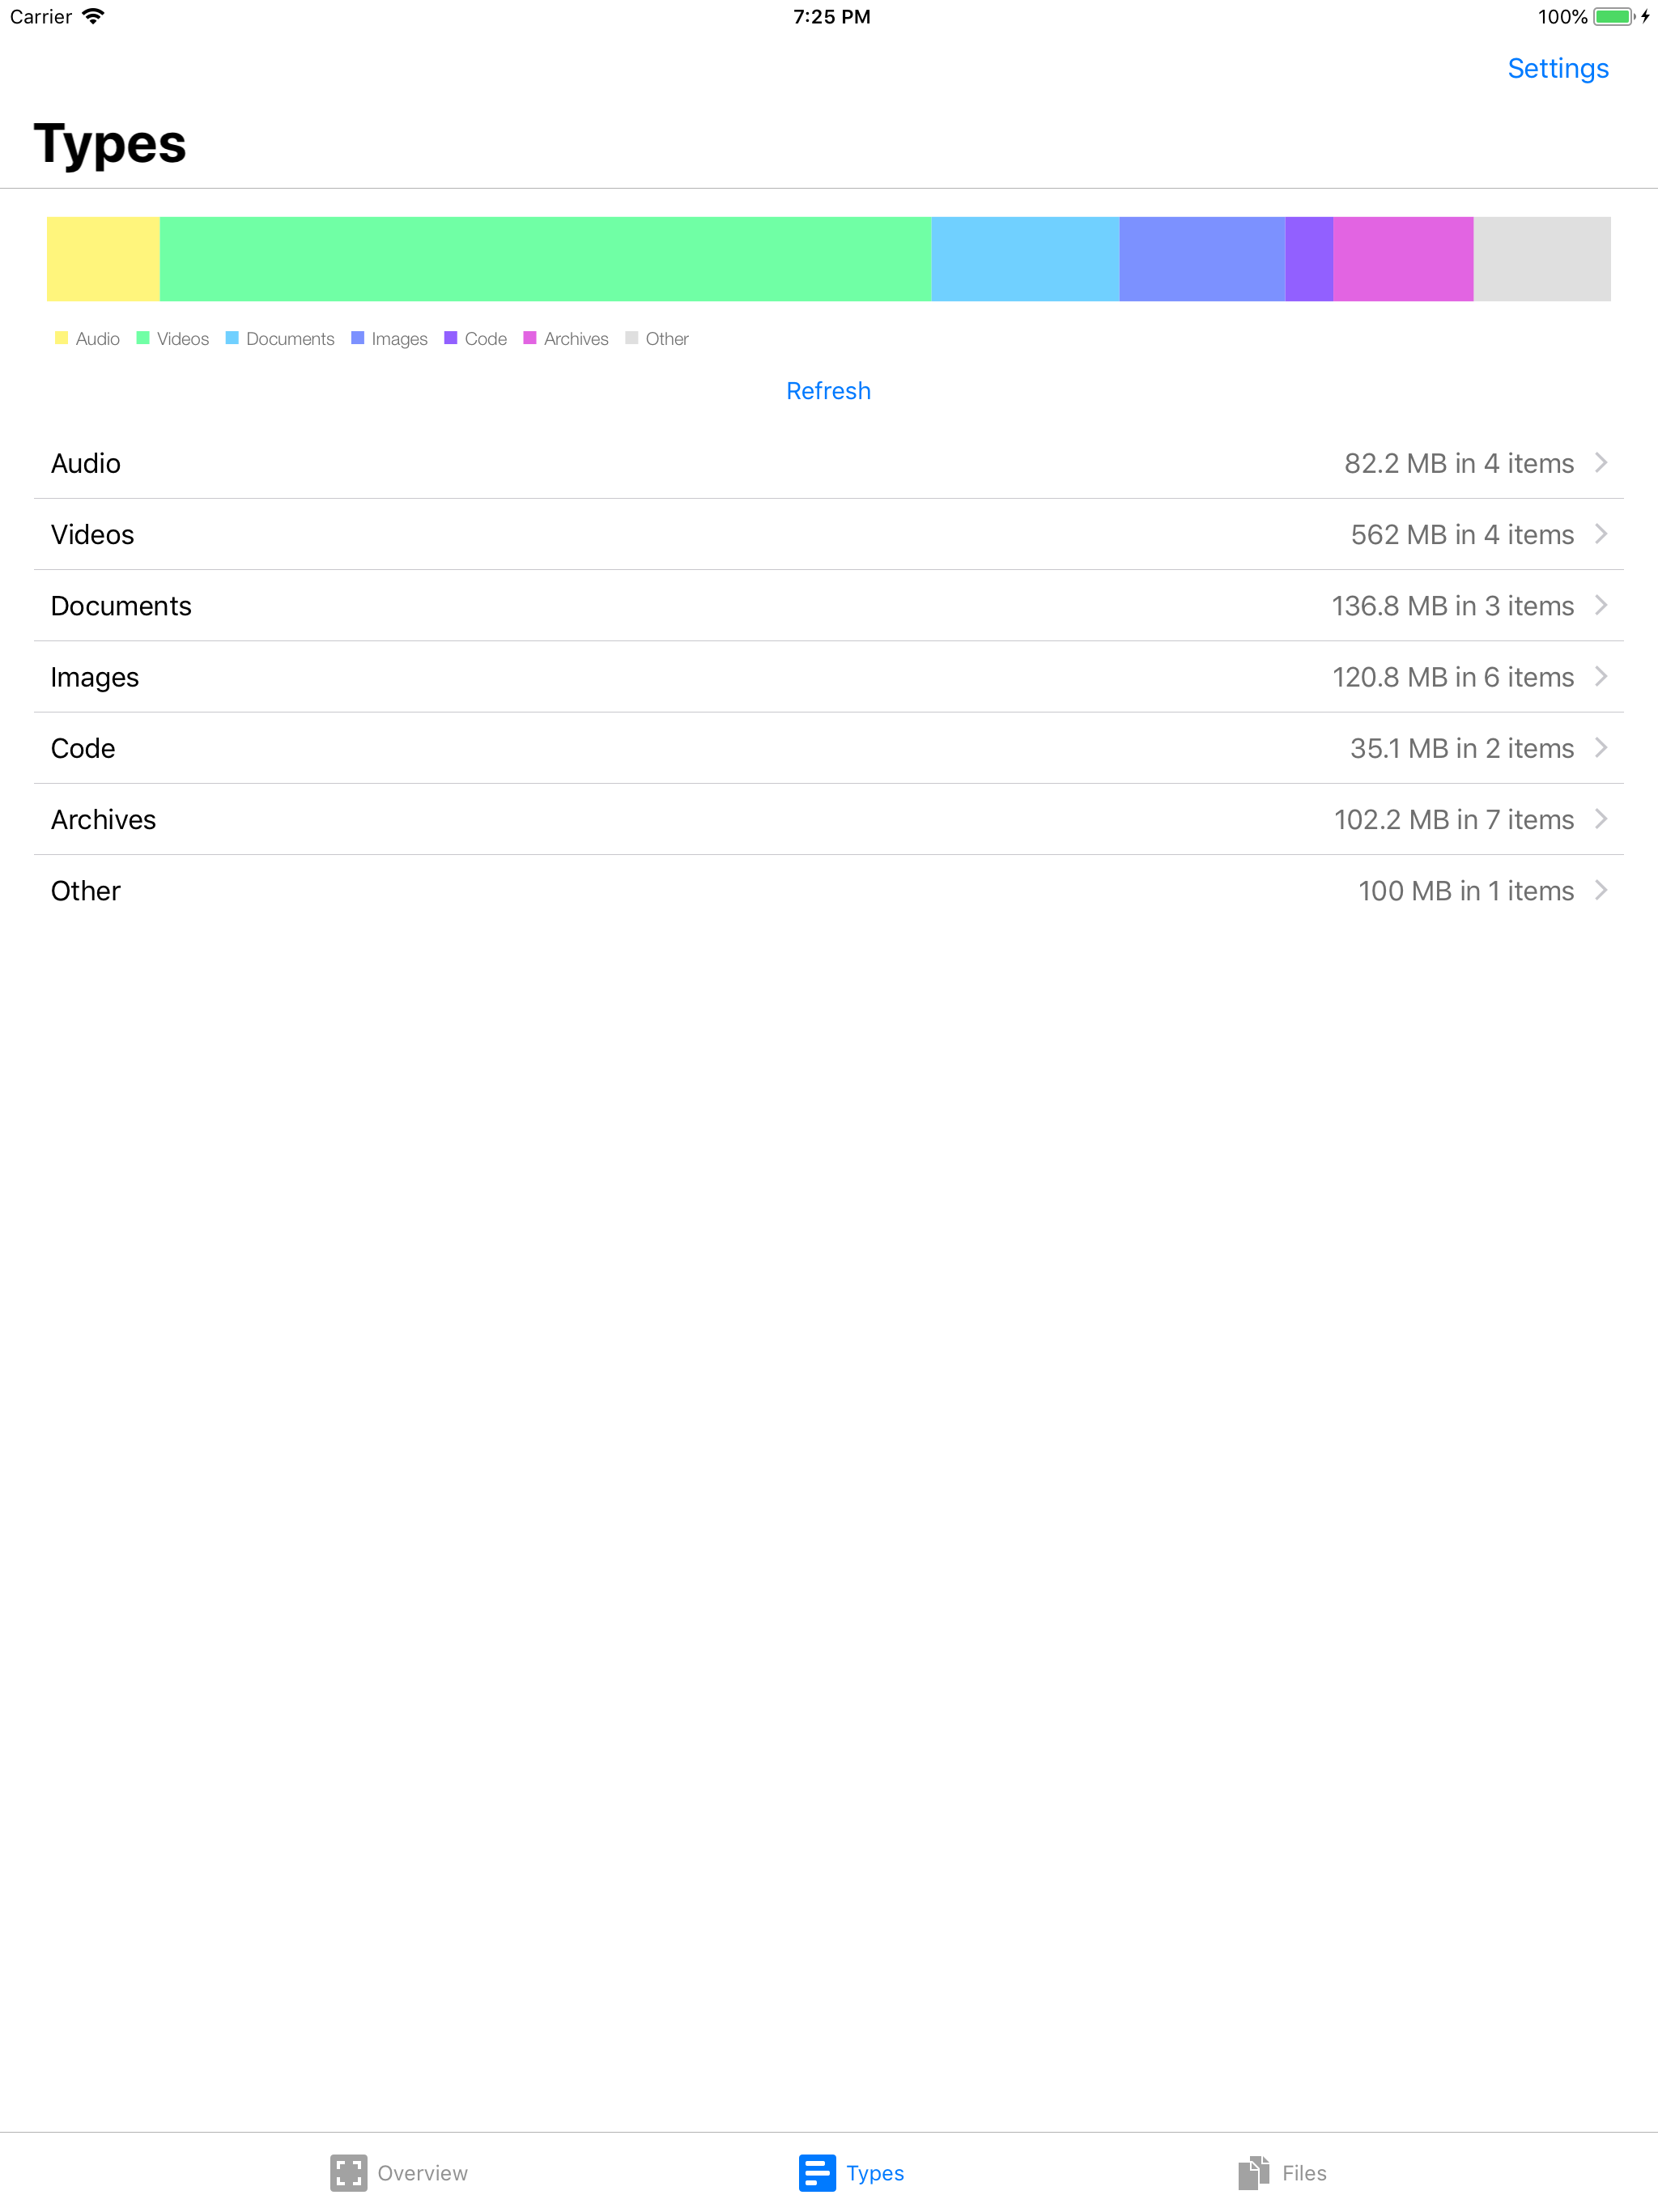 Carrier 7:25 PM 100%
Settings
Types
Audio Videos Documents Images Code Archives Other
Refresh
Audio 82.2 MB in 4 items
Videos 562 MB in 4 items
Documents 136.8 MB in 3 items
Images 120.8 MB in 6 items
Code 35.1 MB in 2 items
Archives 102.2 MB in 7 items
Other 100 MB in 1 items
Overview Types Files